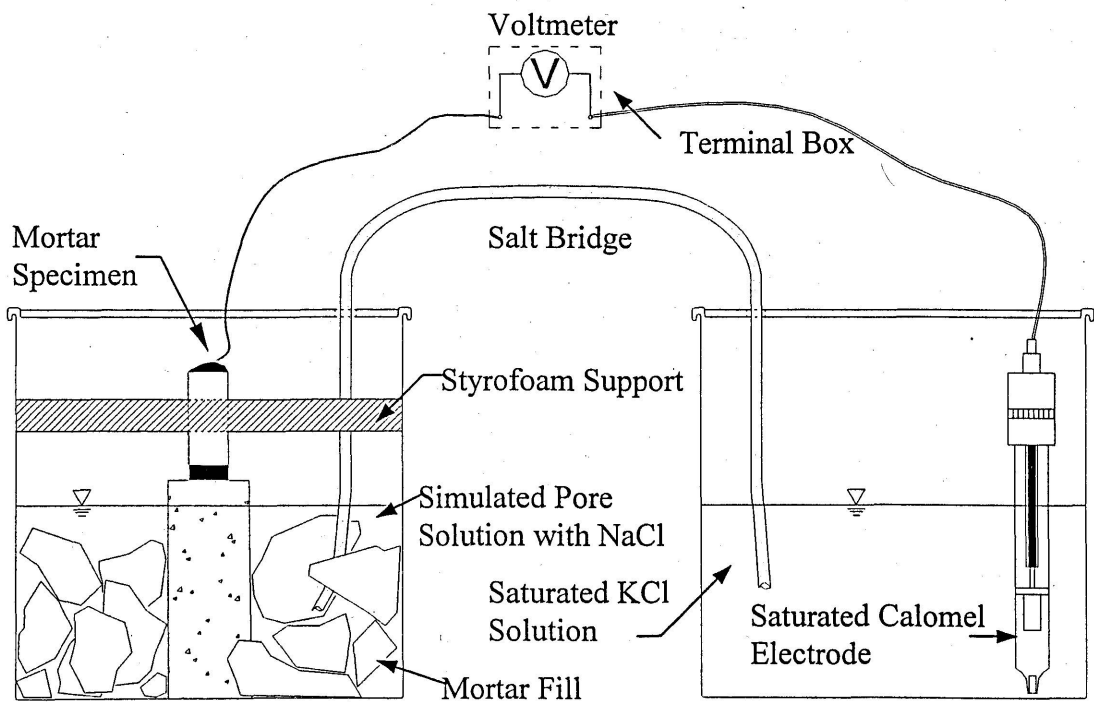 Voltmeter
V
Terminal Box
Salt Bridge
Mortar
Specimen
Styrofoam Support
Simulated Pore
Solution with NaCl
Saturated KCl
Solution
Saturated Calomel
Electrode
Mortar Fill